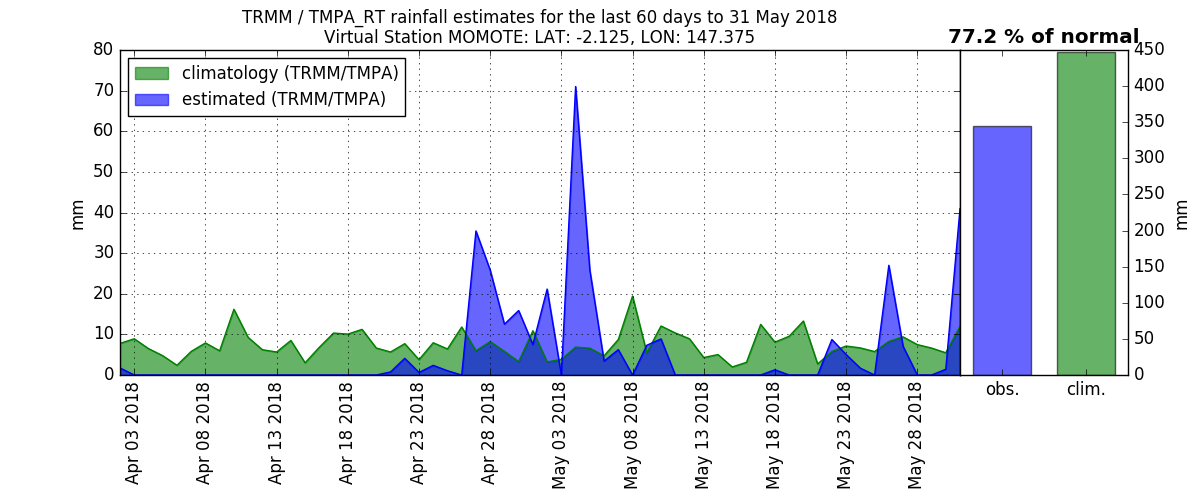 TRMM / TMPA_RT rainfall estimates for the last 60 days to 31 May 2018
Virtual Station MOMOTE: LAT: -2.125, LON: 147.375
77.2 % of normal
climatology (TRMM/TMPA)
estimated (TRMM/TMPA)
mm
80
70
60
50
40
30
20
10
0
Apr 03 2018
Apr 08 2018
Apr 13 2018
Apr 18 2018
Apr 23 2018
Apr 28 2018
May 03 2018
May 08 2018
May 13 2018
May 18 2018
May 23 2018
May 28 2018
obs.
clim.
450
400
350
300
250
200
150
100
50
0
mm